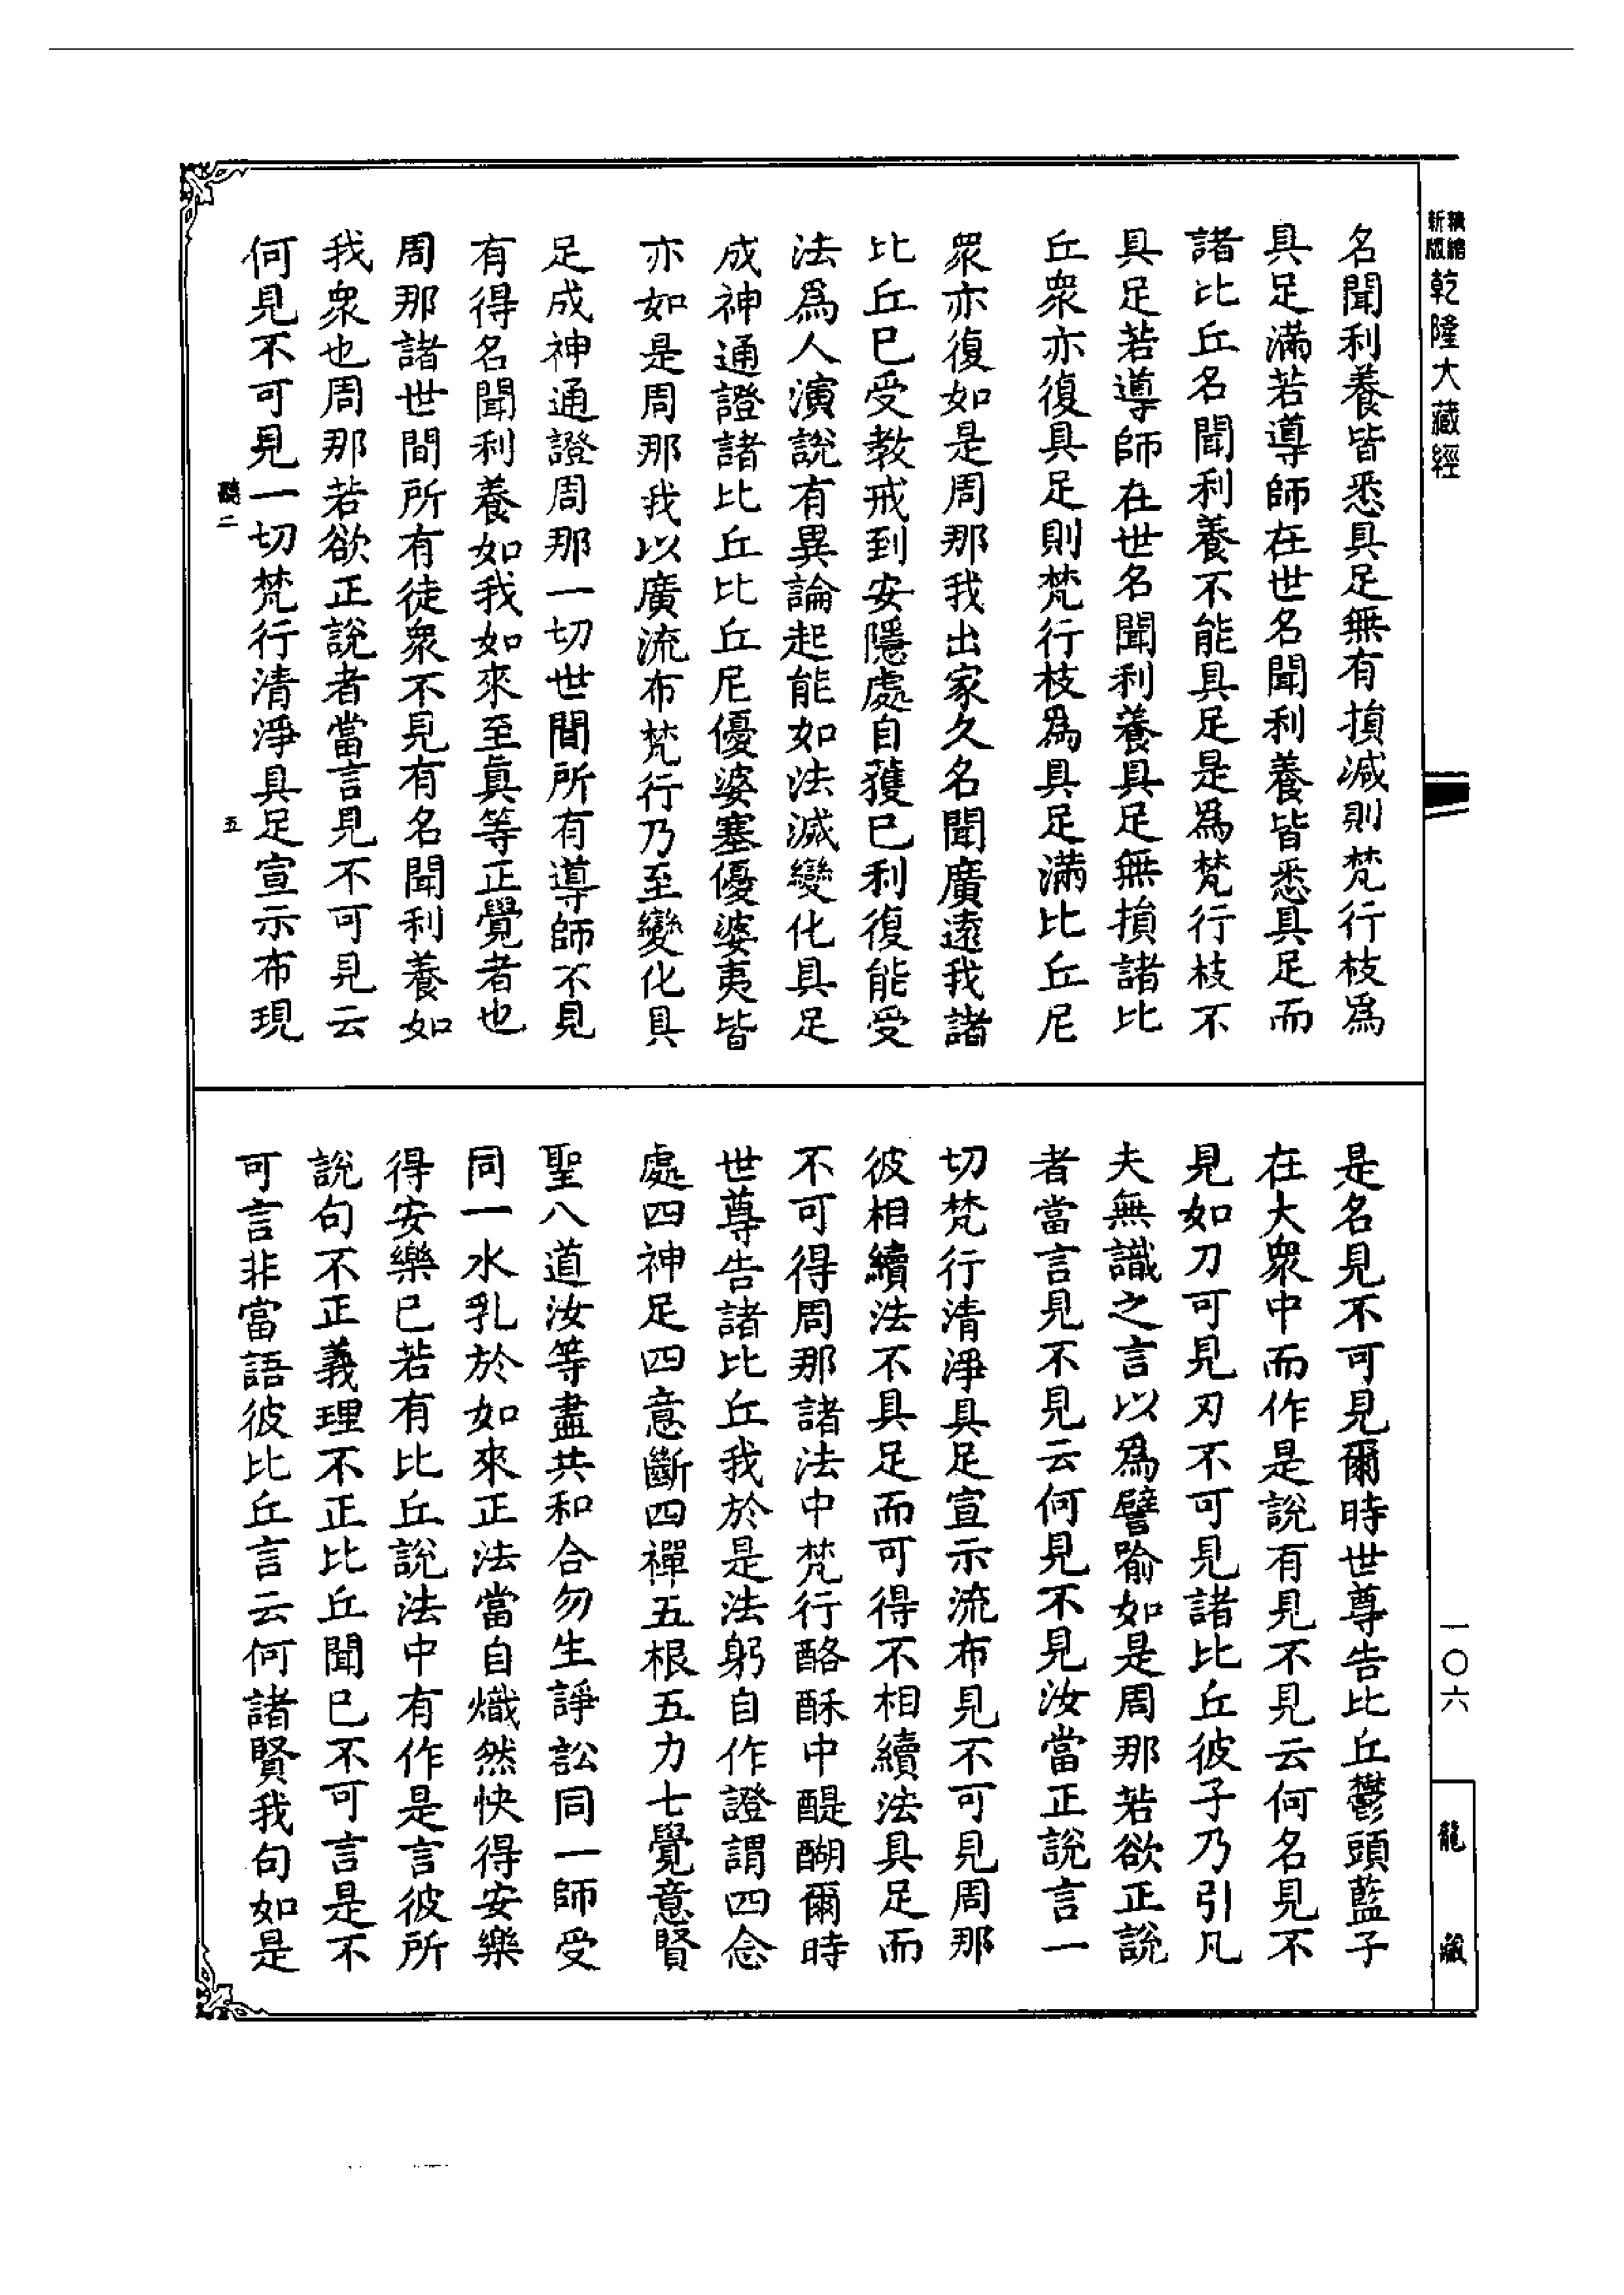 精縮新版乾隆大藏經
名聞利養皆悉具足無有損減則梵行枝爲
具足滿若導師在世名聞利養皆悉具足而
諸比丘名聞利養不能具足是爲梵行枝不
具足若導師在世名聞利養具足無損諸比
丘衆亦復具足則梵行枝爲具足滿比丘尼
眾亦復如是周那我出家久名聞廣遠我諸
比丘已受教戒到安隱處自獲已利復能受
法爲人演說有異論起能如法滅變化具足
成神通證諸比丘比丘尼優婆塞優婆夷皆
亦如是周那我以廣流布梵行乃至變化具
足成神通證周那一切世間所有導師不見
有得名聞利養如我如來至眞等正覺者也
周那諸世間所有徒衆不見有名聞利養如
我衆也周那若欲正說者當言見不可見云
何見不可見一切梵行清淨具足宣示布現
五
是名見不可見爾時世尊告比丘鬱頭藍子
在大衆中而作是說有見不見云何名見不
見如刀可見刃不可見諸比丘彼子乃引凡
夫無識之言以爲譬喻如是周那若欲正說
者當言見不見云何見不見汝當正說言一
切梵行清淨具足宣示流布見不可見周那
彼相續法不具足而可得不相續法具足而
不可得周那諸法中梵行酪酥中醍醐爾時
世尊告諸比丘我於是法躬自作證謂四念
處四神足四意斷四禪五根五力七覺意賢
聖八道汝等盡共和合勿生諍訟同一師受
同一水乳於如來正法當自熾然快得安樂
得安樂已若有比丘說法中有作是言彼所
說句不正義理不正比丘聞已不可言是不
可言非當語彼比丘言云何諸賢我句如是
一〇六
龍藏